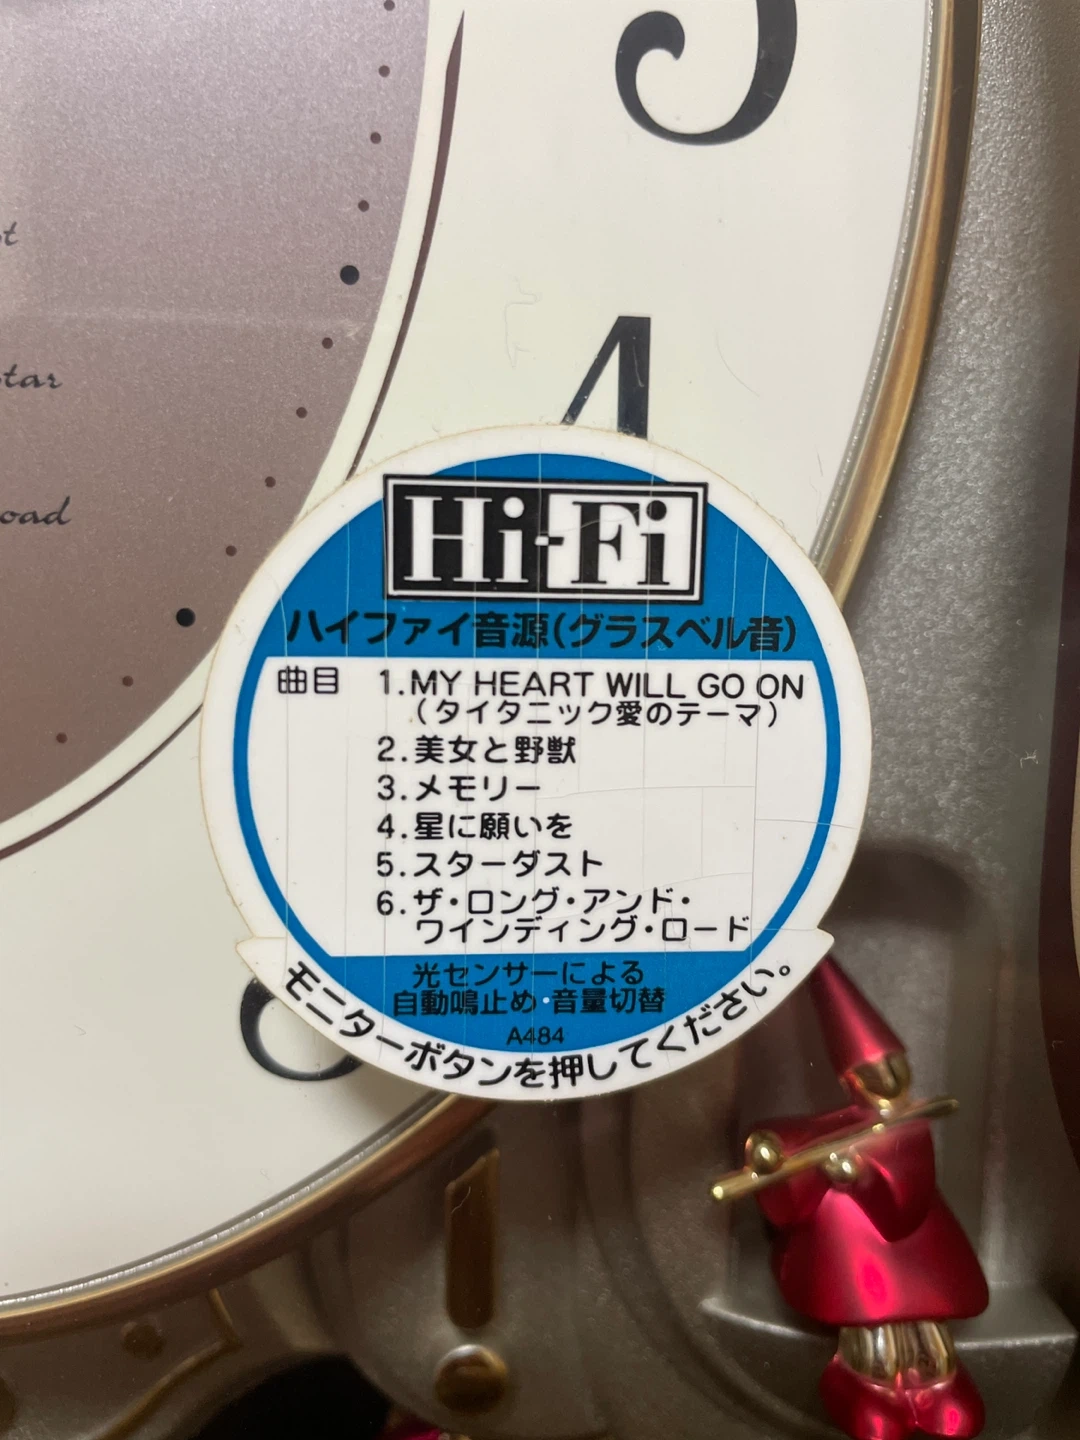 3
4
tar
oad
Hi-Fi
ハイファイ音源(グラスベル音)
曲目 1.MY HEART WILL GO ON
(タイタニック愛のテーマ)
2.美女と野獣
3.メモリー
4.星に願いを
5.スターダスト
6.ザ・ロング・アンド・
ワインディング・ロード
光センサーによる
自動鳴止め・音量切替
A484
モニターボタンを押してください。